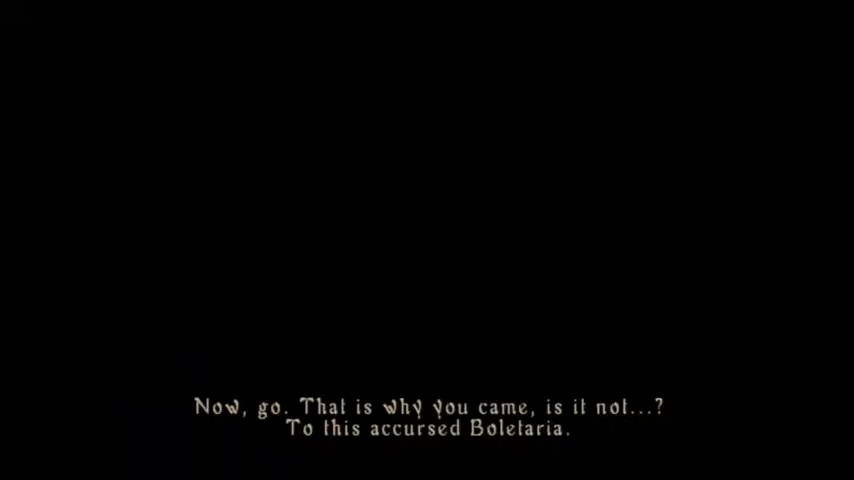 Now, go. That is why you came, is it not...?
To this accursed Boletaria.